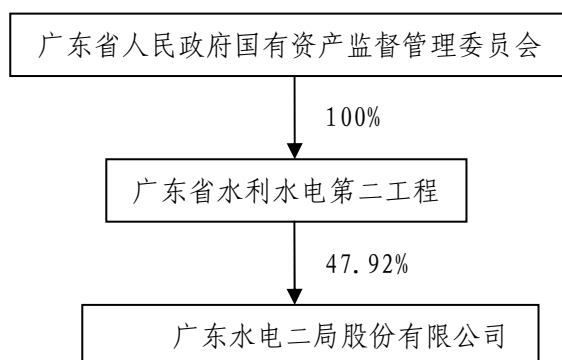 广东省人民政府国有资产监督管理委员会
100%
广东省水利水电第二工程
47.92%
广东水电二局股份有限公司